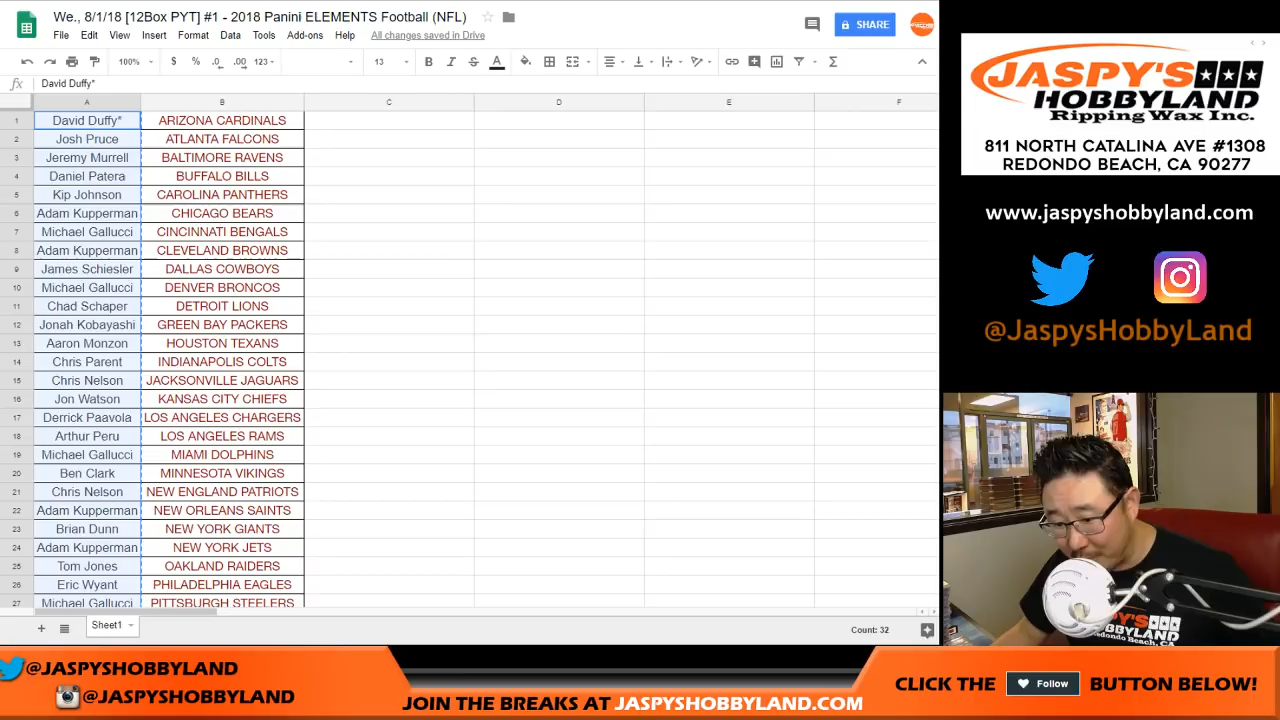 We., 8/1/18 [12Box PYT] #1 - 2018 Panini ELEMENTS Football (NFL)
File Edit View Insert Format Data Tools Add-ons Help All changes saved in Drive
SHARE
100% $ % .0 .00 123 13 B I S A
fx David Duffy*
A B C D E F
1 David Duffy* ARIZONA CARDINALS
2 Josh Pruce ATLANTA FALCONS
3 Jeremy Murrell BALTIMORE RAVENS
4 Daniel Patera BUFFALO BILLS
5 Kip Johnson CAROLINA PANTHERS
6 Adam Kupperman CHICAGO BEARS
7 Michael Gallucci CINCINNATI BENGALS
8 Adam Kupperman CLEVELAND BROWNS
9 James Schiesler DALLAS COWBOYS
10 Michael Gallucci DENVER BRONCOS
11 Chad Schaper DETROIT LIONS
12 Jonah Kobayashi GREEN BAY PACKERS
13 Aaron Monzon HOUSTON TEXANS
14 Chris Parent INDIANAPOLIS COLTS
15 Chris Nelson JACKSONVILLE JAGUARS
16 Jon Watson KANSAS CITY CHIEFS
17 Derrick Paavola LOS ANGELES CHARGERS
18 Arthur Peru LOS ANGELES RAMS
19 Michael Gallucci MIAMI DOLPHINS
20 Ben Clark MINNESOTA VIKINGS
21 Chris Nelson NEW ENGLAND PATRIOTS
22 Adam Kupperman NEW ORLEANS SAINTS
23 Brian Dunn NEW YORK GIANTS
24 Adam Kupperman NEW YORK JETS
25 Tom Jones OAKLAND RAIDERS
26 Eric Wyant PHILADELPHIA EAGLES
27 Michael Gallucci PITTSBURGH STEELERS
Sheet1
Count: 32
JASPY'S
HOBBYLAND
Ripping Wax Inc.
811 NORTH CATALINA AVE #1308
REDONDO BEACH, CA 90277
www.jaspyshobbyland.com
@JaspysHobbyLand
JASPY'S
HOBBYLAND
Redondo Beach, CA
@JASPYSHOBBYLAND
@JASPYSHOBBYLAND
JOIN THE BREAKS AT JASPYSHOBBYLAND.COM
CLICK THE Follow BUTTON BELOW!